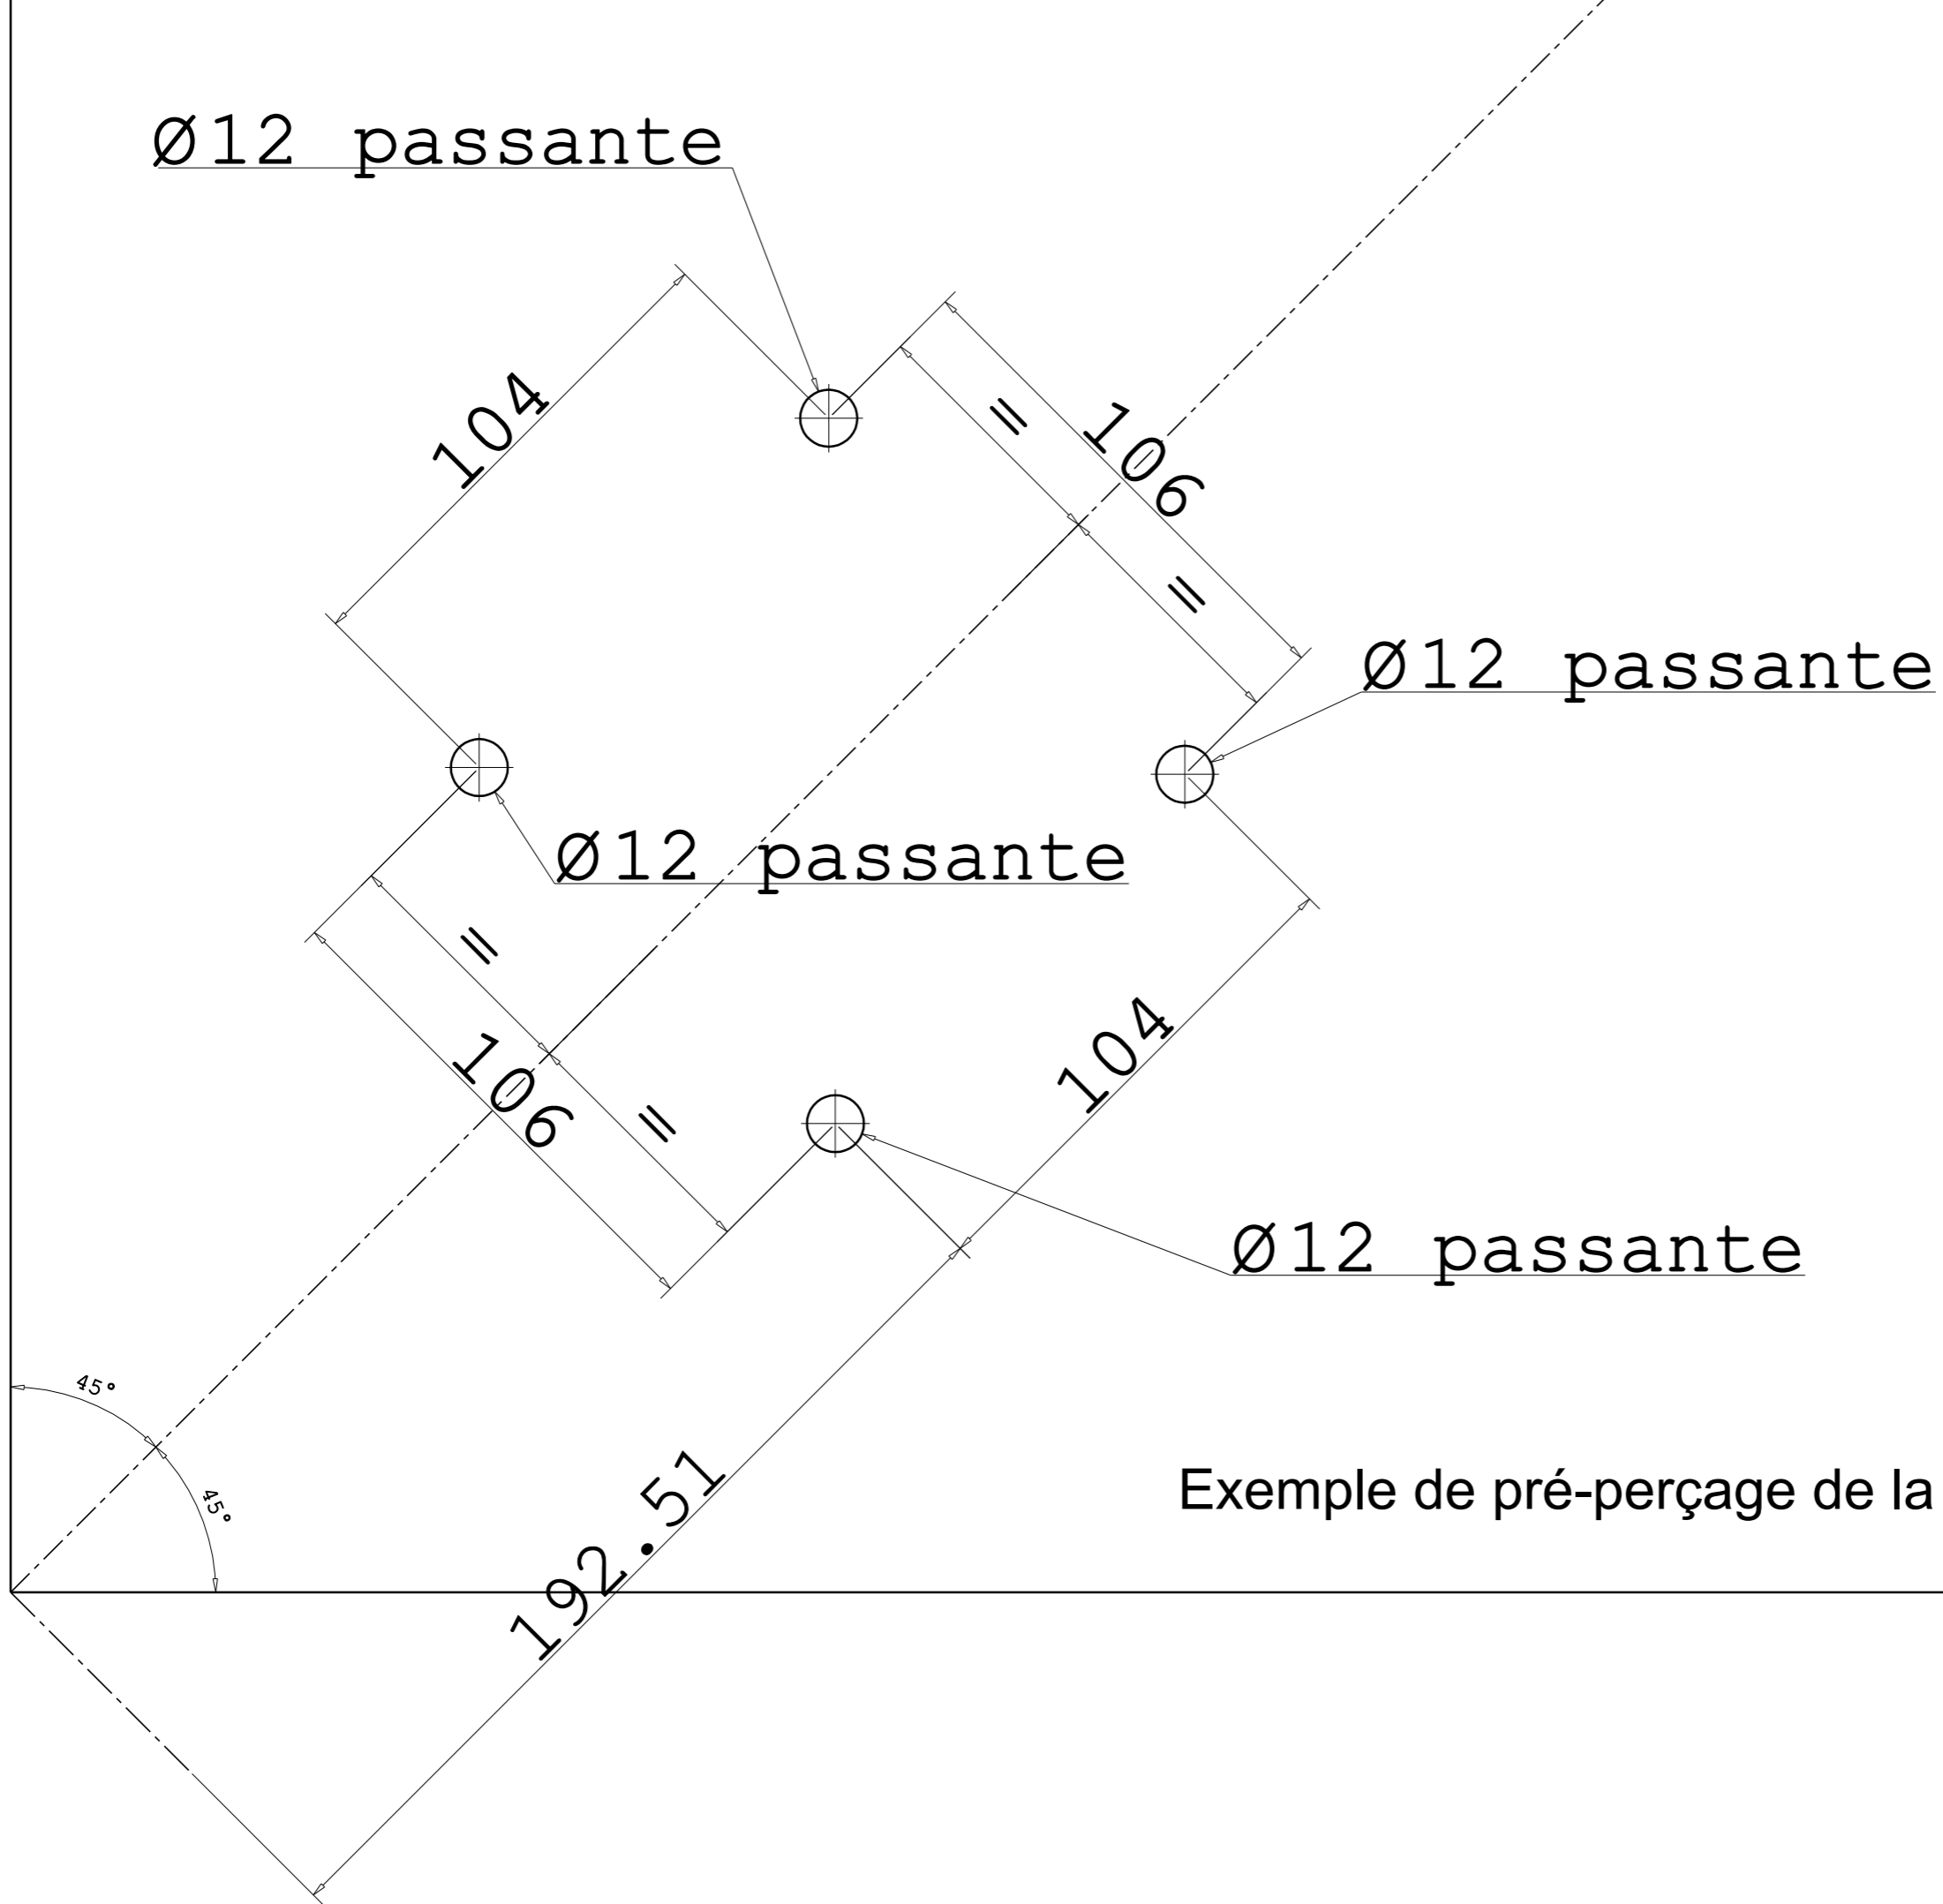 Ø12 passante
104
=
106
=
Ø12 passante
Ø12 passante
=
106
=
104
Ø12 passante
45°
45°
192.51
Exemple de pré-perçage de la